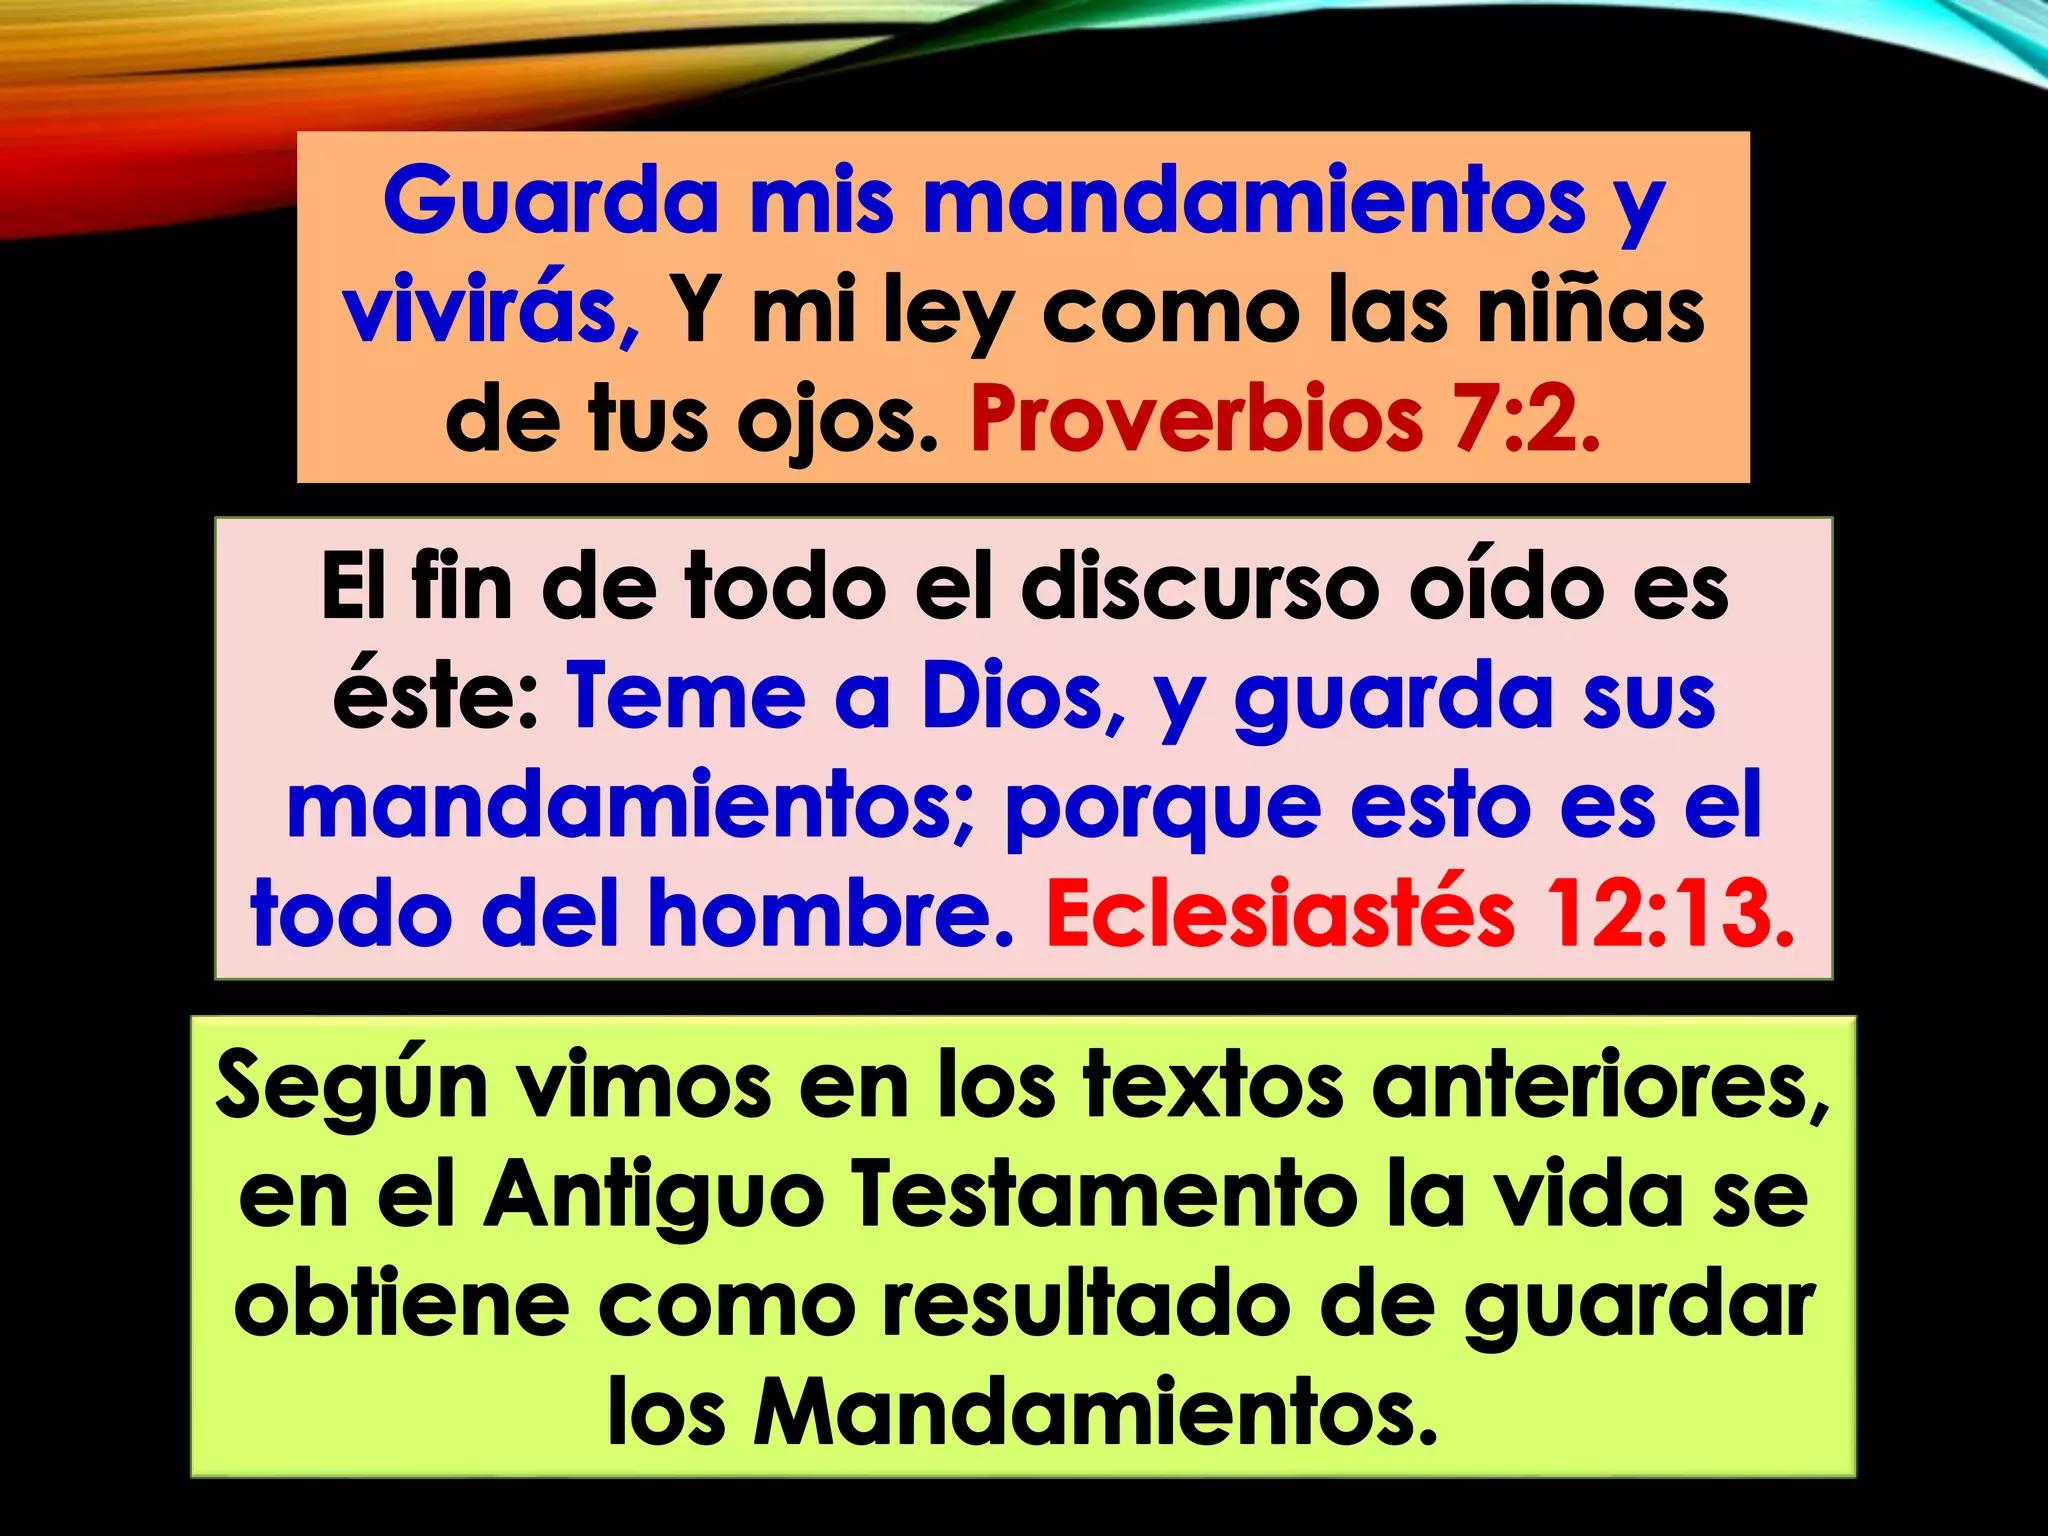 Guarda mis mandamientos y
vivirás, Y mi ley como las niñas
de tus ojos. Proverbios 7:2.
El fin de todo el discurso oído es
éste: Teme a Dios, y guarda sus
mandamientos; porque esto es el
todo del hombre. Eclesiastés 12:13.
Según vimos en los textos anteriores,
en el Antiguo Testamento la vida se
obtiene como resultado de guardar
los Mandamientos.